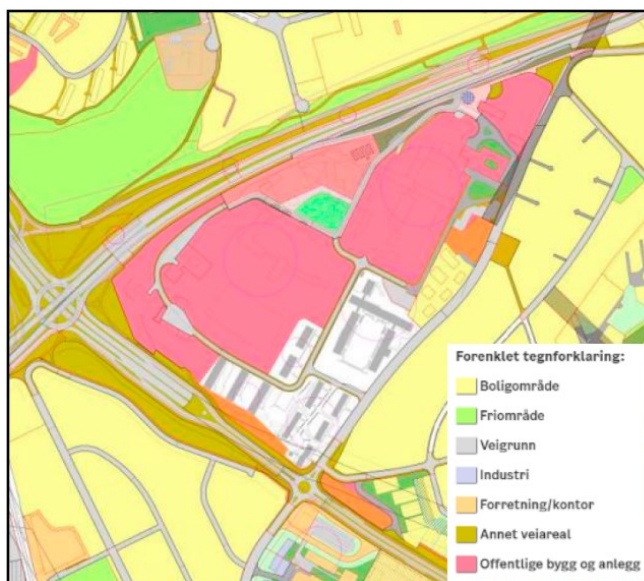 Forenklet tegnforklaring:
Boligområde
Friområde
Veigrunn
Industri
Forretning/kontor
Annet veiareal
Offentlige bygg og anlegg